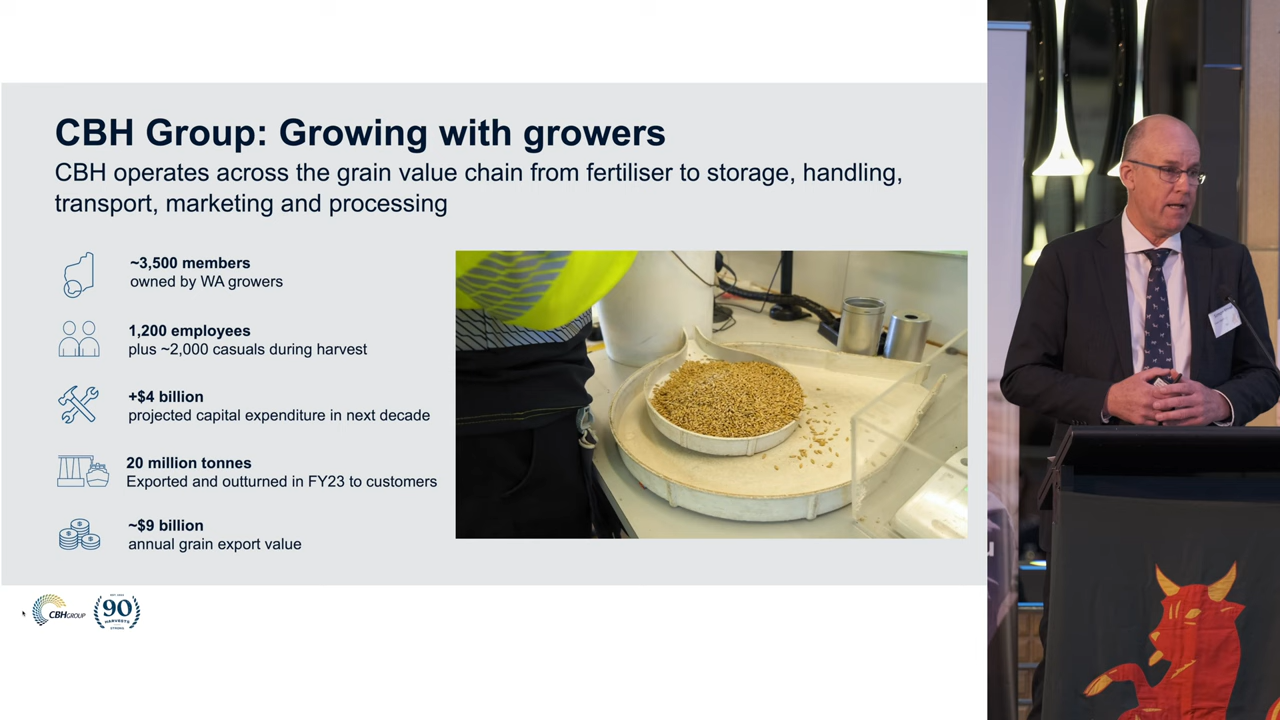 CBH Group: Growing with growers
CBH operates across the grain value chain from fertiliser to storage, handling,
transport, marketing and processing
~3,500 members
owned by WA growers
1,200 employees
plus ~2,000 casuals during harvest
+$4 billion
projected capital expenditure in next decade
20 million tonnes
Exported and outturned in FY23 to customers
~$9 billion
annual grain export value
CBH GROUP
90
HARVESTS
STRONG